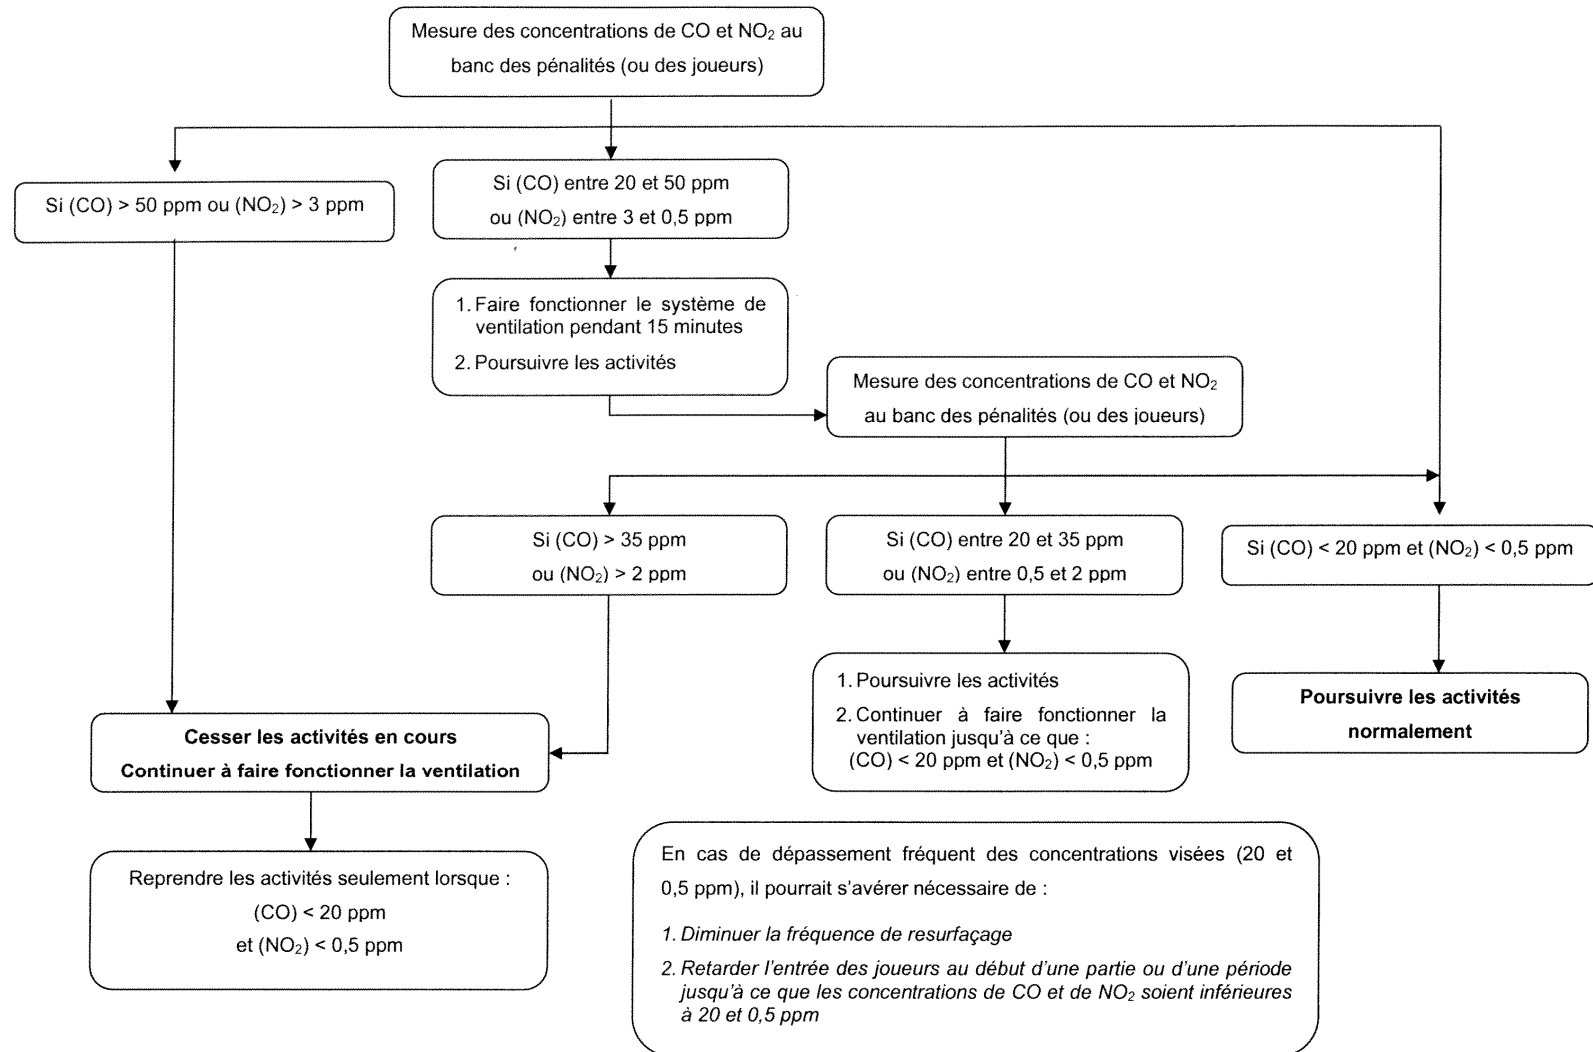 Mesure des concentrations de CO et NO₂ au
banc des pénalités (ou des joueurs)
Si (CO) > 50 ppm ou (NO₂) > 3 ppm
Si (CO) entre 20 et 50 ppm
ou (NO₂) entre 3 et 0,5 ppm
1. Faire fonctionner le système de
ventilation pendant 15 minutes
2. Poursuivre les activités
Mesure des concentrations de CO et NO₂
au banc des pénalités (ou des joueurs)
Si (CO) > 35 ppm
ou (NO₂) > 2 ppm
Si (CO) entre 20 et 35 ppm
ou (NO₂) entre 0,5 et 2 ppm
Si (CO) < 20 ppm et (NO₂) < 0,5 ppm
1. Poursuivre les activités
2. Continuer à faire fonctionner la
ventilation jusqu'à ce que :
(CO) < 20 ppm et (NO₂) < 0,5 ppm
Poursuivre les activités
normalement
Cesser les activités en cours
Continuer à faire fonctionner la ventilation
Reprendre les activités seulement lorsque :
(CO) < 20 ppm
et (NO₂) < 0,5 ppm
En cas de dépassement fréquent des concentrations visées (20 et
0,5 ppm), il pourrait s'avérer nécessaire de :
1. Diminuer la fréquence de resurfaçage
2. Retarder l'entrée des joueurs au début d'une partie ou d'une période
jusqu'à ce que les concentrations de CO et de NO₂ soient inférieures
à 20 et 0,5 ppm